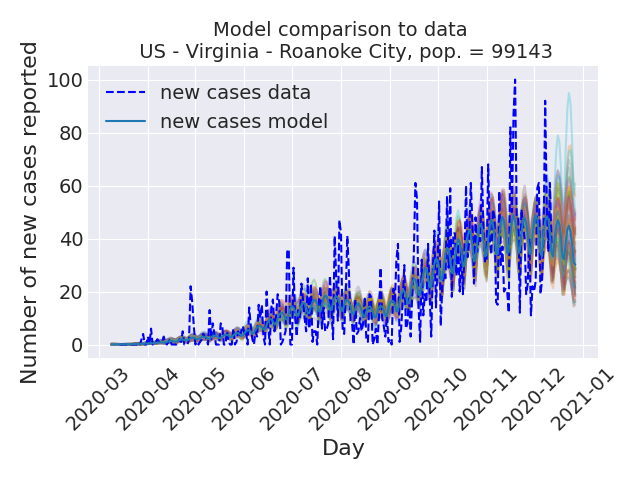 Model comparison to data
US - Virginia - Roanoke City, pop. = 99143
Number of new cases reported
100
80
60
40
20
0
new cases data
new cases model
2020-03
2020-04
2020-05
2020-06
2020-07
2020-08
2020-09
2020-10
2020-11
2020-12
2021-01
Day